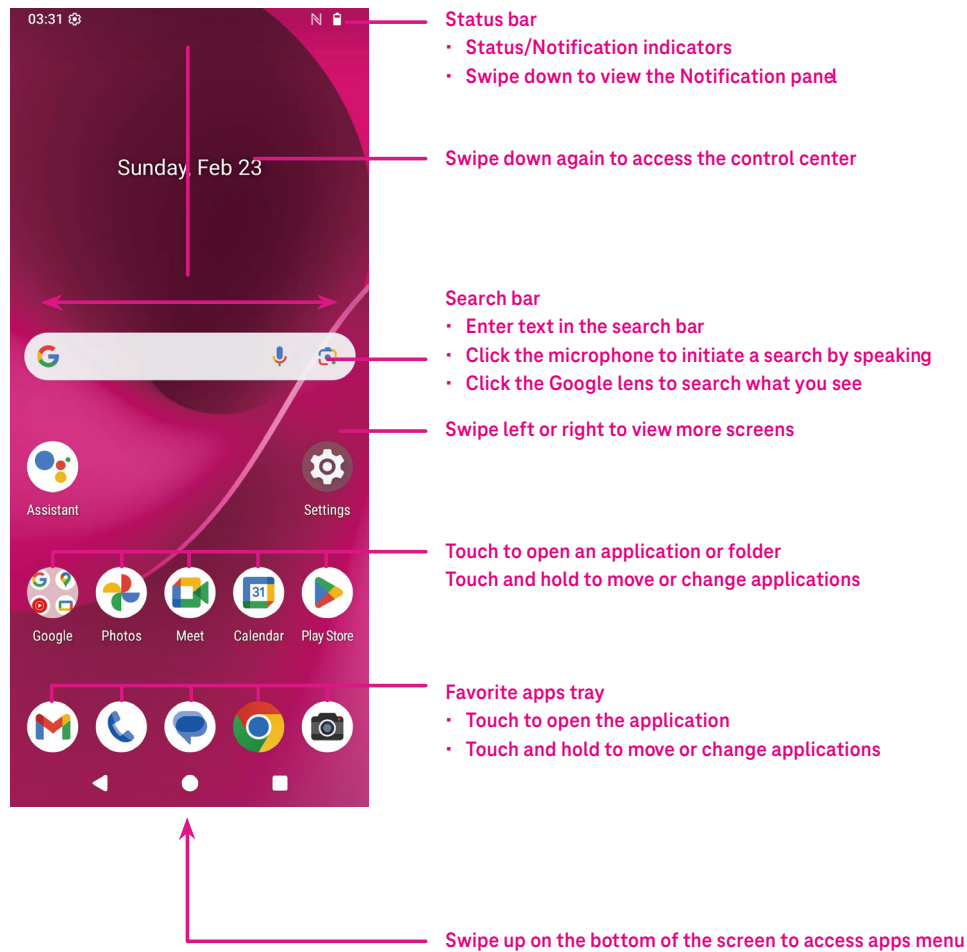 03:31
Status bar
· Status/Notification indicators
· Swipe down to view the Notification panel
Sunday, Feb 23
Swipe down again to access the control center
Search bar
· Enter text in the search bar
· Click the microphone to initiate a search by speaking
· Click the Google lens to search what you see
Swipe left or right to view more screens
Assistant
Settings
Touch to open an application or folder
Touch and hold to move or change applications
31
Google
Photos
Meet
Calendar
Play Store
Favorite apps tray
· Touch to open the application
· Touch and hold to move or change applications
Swipe up on the bottom of the screen to access apps menu